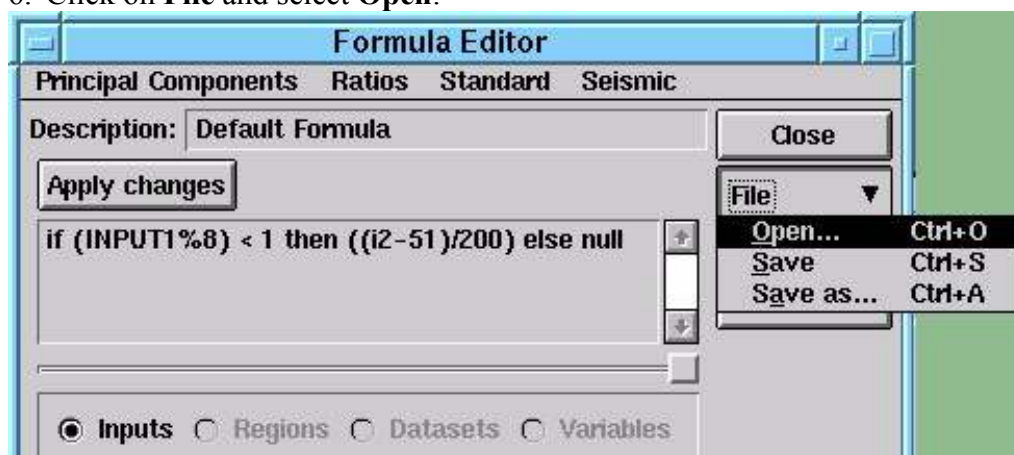 6. Click on File and select Open.
Formula Editor
Principal Components Ratios Standard Seismic
Description: Default Formula
Close
Apply changes
File
if (INPUT1%8) < 1 then ((i2-51)/200) else null
Open... Ctrl+O
Save Ctrl+S
Save as... Ctrl+A
Inputs Regions Datasets Variables